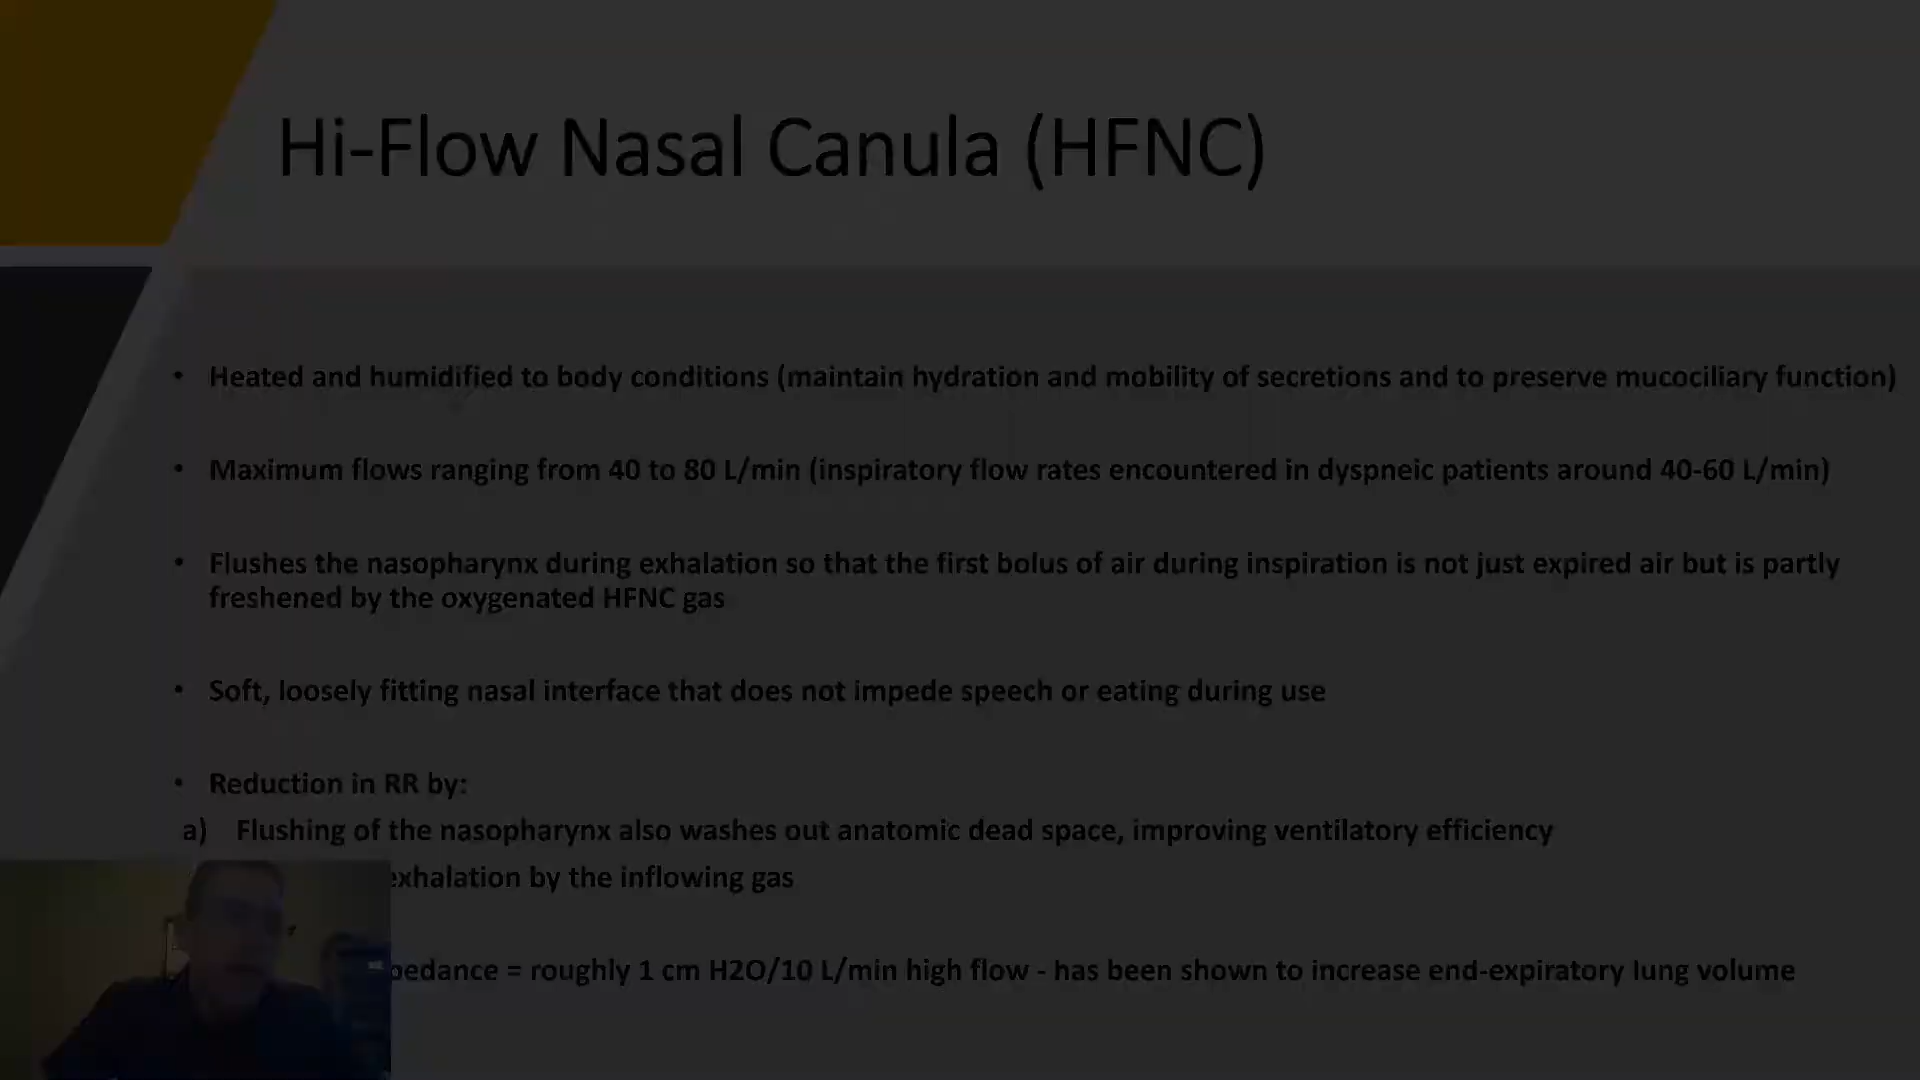 Hi-Flow Nasal Canula (HFNC)
• Heated and humidified to body conditions (maintain hydration and mobility of secretions and to preserve mucociliary function)
• Maximum flows ranging from 40 to 80 L/min (inspiratory flow rates encountered in dyspneic patients around 40-60 L/min)
• Flushes the nasopharynx during exhalation so that the first bolus of air during inspiration is not just expired air but is partly
freshened by the oxygenated HFNC gas
• Soft, loosely fitting nasal interface that does not impede speech or eating during use
• Reduction in RR by:
a) Flushing of the nasopharynx also washes out anatomic dead space, improving ventilatory efficiency
exhalation by the inflowing gas
= roughly 1 cm H2O/10 L/min high flow - has been shown to increase end-expiratory lung volume